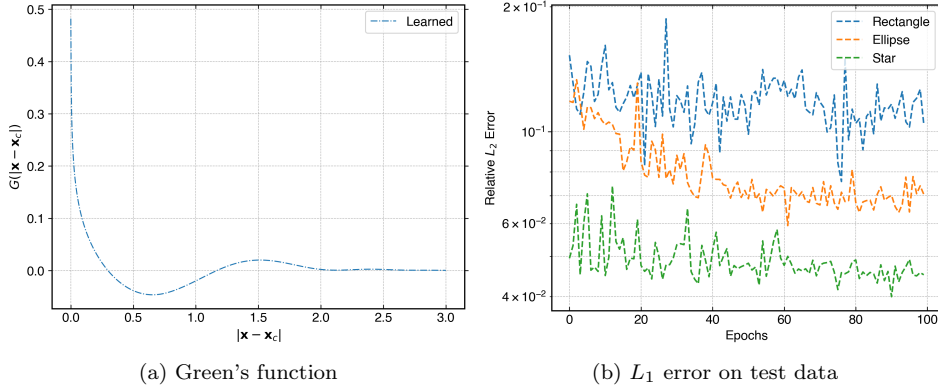 0.5
0.4
0.3
0.2
0.1
0.0
G(|x − x_c|)
Learned
0.0 0.5 1.0 1.5 2.0 2.5 3.0
|x − x_c|
(a) Green's function
2 × 10⁻¹
10⁻¹
6 × 10⁻²
4 × 10⁻²
Relative L₂ Error
Rectangle
Ellipse
Star
0 20 40 60 80 100
Epochs
(b) L₁ error on test data